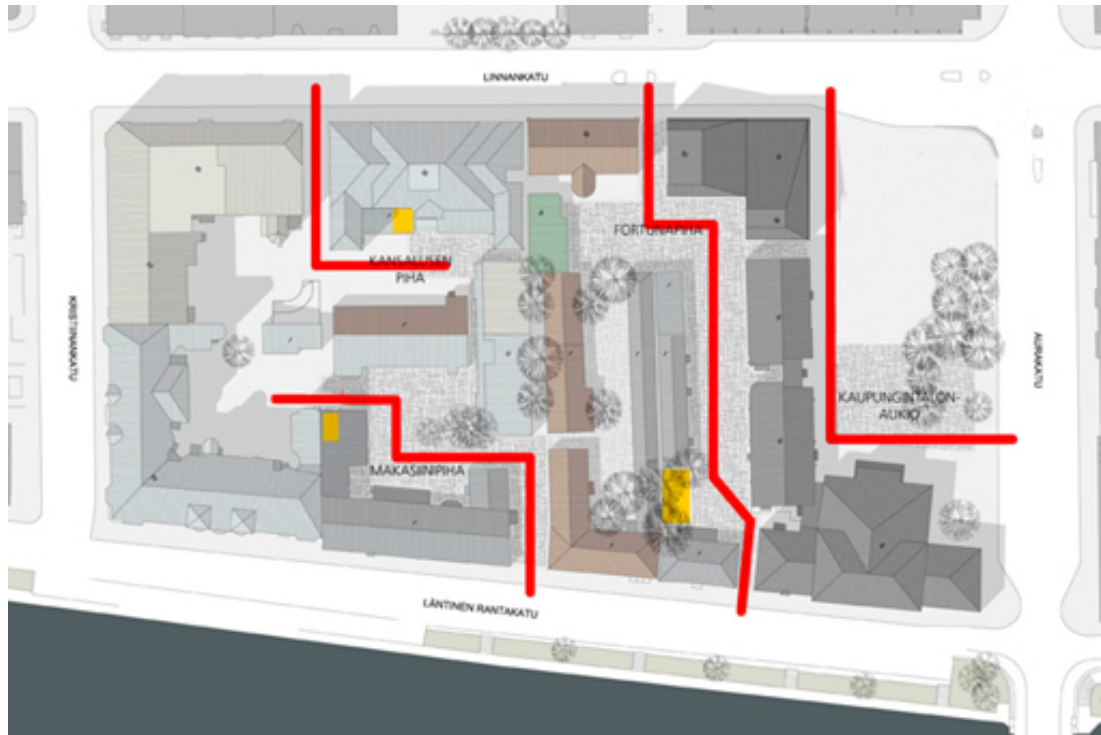 LINNANKATU
FORTUNAPIHA
KANSALLISEN
PIHA
KRISTIINANKATU
AURAKATU
KAUPUNGINTALON-
AUKIO
MAKASIINIPIHA
LÄNTINEN RANTAKATU